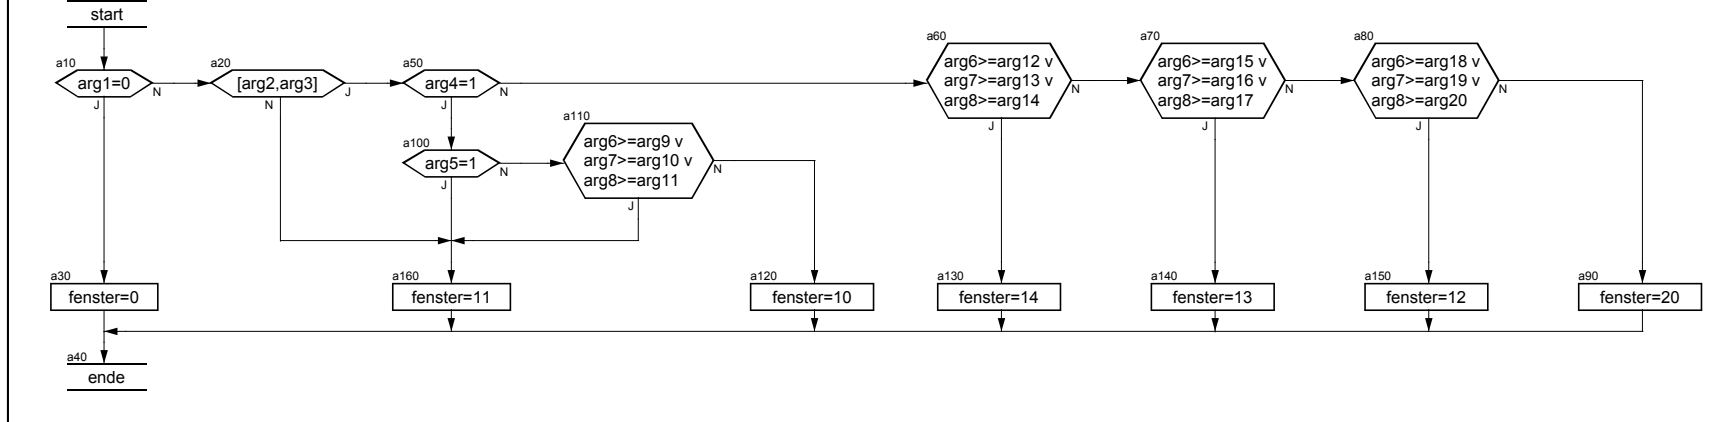 start
a10
arg1=0
J
N
a20
[arg2,arg3]
N
J
a50
arg4=1
J
N
a100
arg5=1
J
N
a110
arg6>=arg9 v
arg7>=arg10 v
arg8>=arg11
J
N
a60
arg6>=arg12 v
arg7>=arg13 v
arg8>=arg14
J
N
a70
arg6>=arg15 v
arg7>=arg16 v
arg8>=arg17
J
N
a80
arg6>=arg18 v
arg7>=arg19 v
arg8>=arg20
J
N
a30
fenster=0
a160
fenster=11
a120
fenster=10
a130
fenster=14
a140
fenster=13
a150
fenster=12
a90
fenster=20
a40
ende